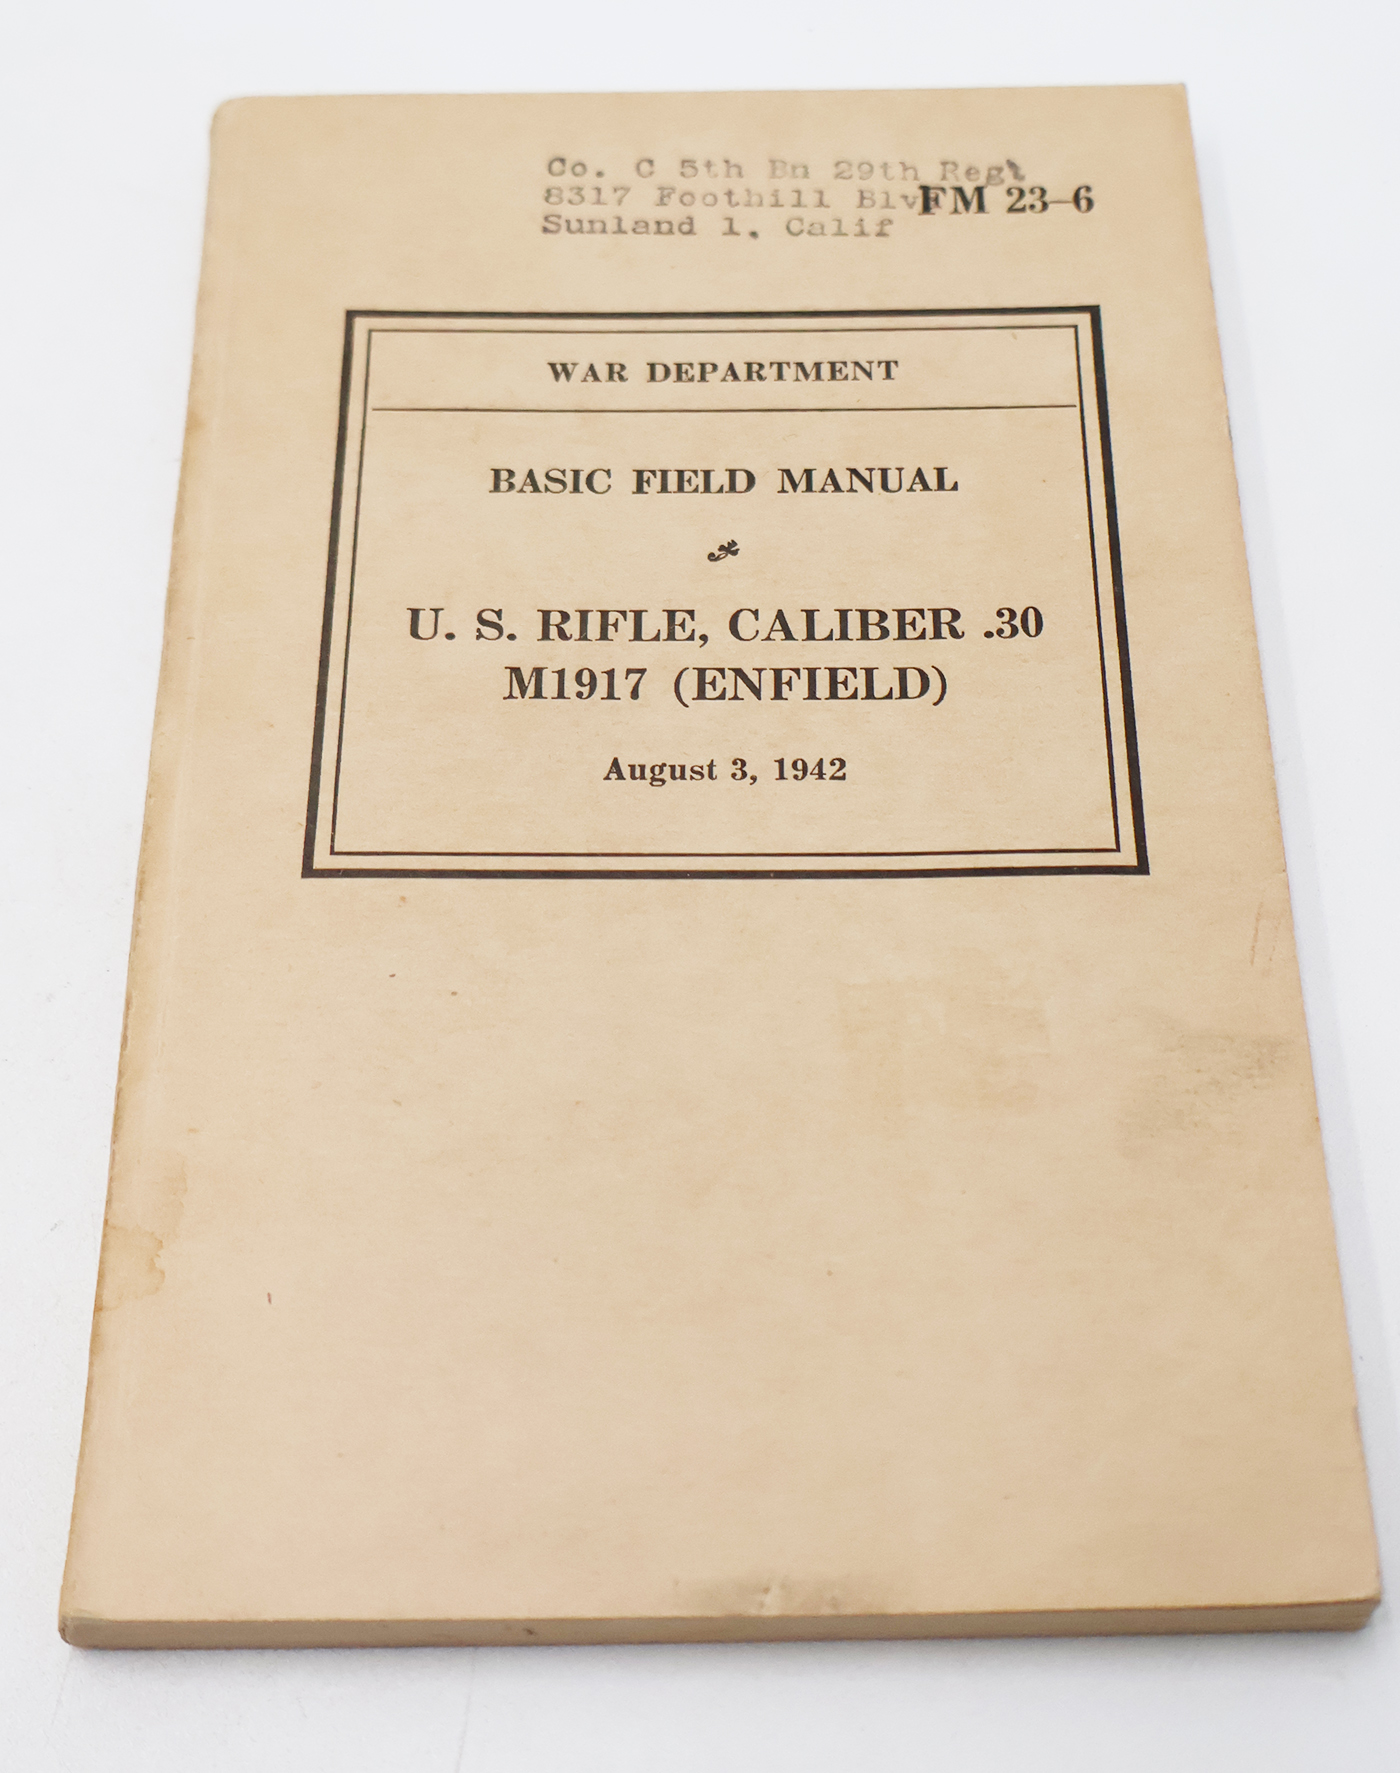 Co. C 5th Bn 29th Regt
8317 Foothill Blvd
FM 23–6
Sunland 1, Calif
WAR DEPARTMENT
BASIC FIELD MANUAL
U. S. RIFLE, CALIBER .30
M1917 (ENFIELD)
August 3, 1942